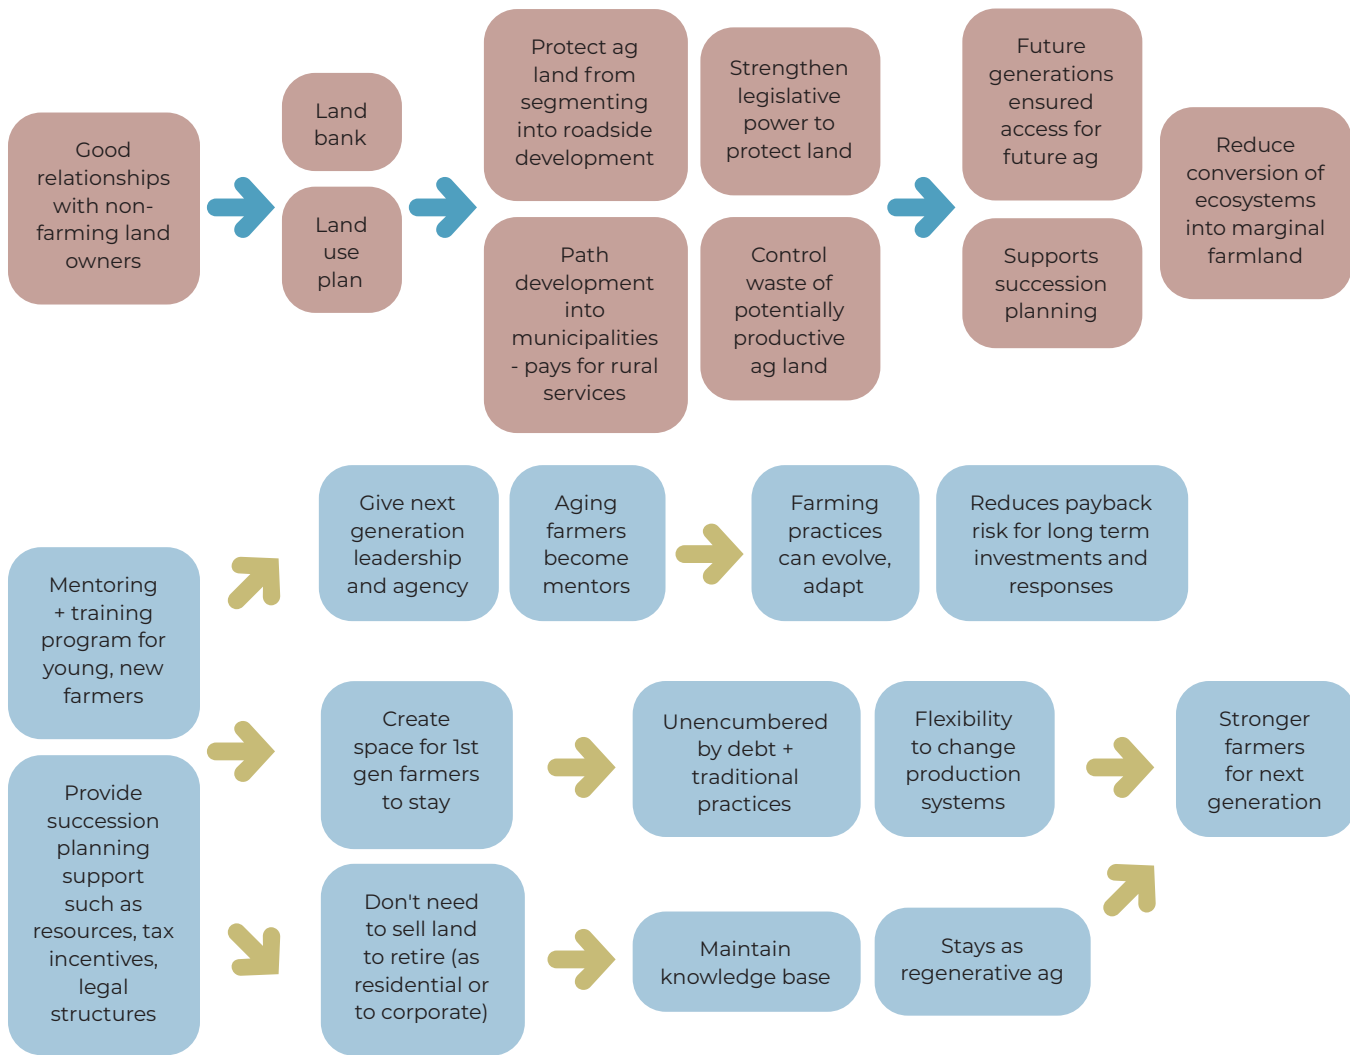 Good
relationships
with non-
farming land
owners
Land
bank
Land
use
plan
Protect ag
land from
segmenting
into roadside
development
Strengthen
legislative
power to
protect land
Path
development
into
municipalities
- pays for rural
services
Control
waste of
potentially
productive
ag land
Future
generations
ensured
access for
future ag
Supports
succession
planning
Reduce
conversion of
ecosystems
into marginal
farmland
Mentoring
+ training
program for
young, new
farmers
Provide
succession
planning
support
such as
resources, tax
incentives,
legal
structures
Give next
generation
leadership
and agency
Aging
farmers
become
mentors
Farming
practices
can evolve,
adapt
Reduces payback
risk for long term
investments and
responses
Create
space for 1st
gen farmers
to stay
Unencumbered
by debt +
traditional
practices
Flexibility
to change
production
systems
Stronger
farmers
for next
generation
Don't need
to sell land
to retire (as
residential or
to corporate)
Maintain
knowledge base
Stays as
regenerative ag